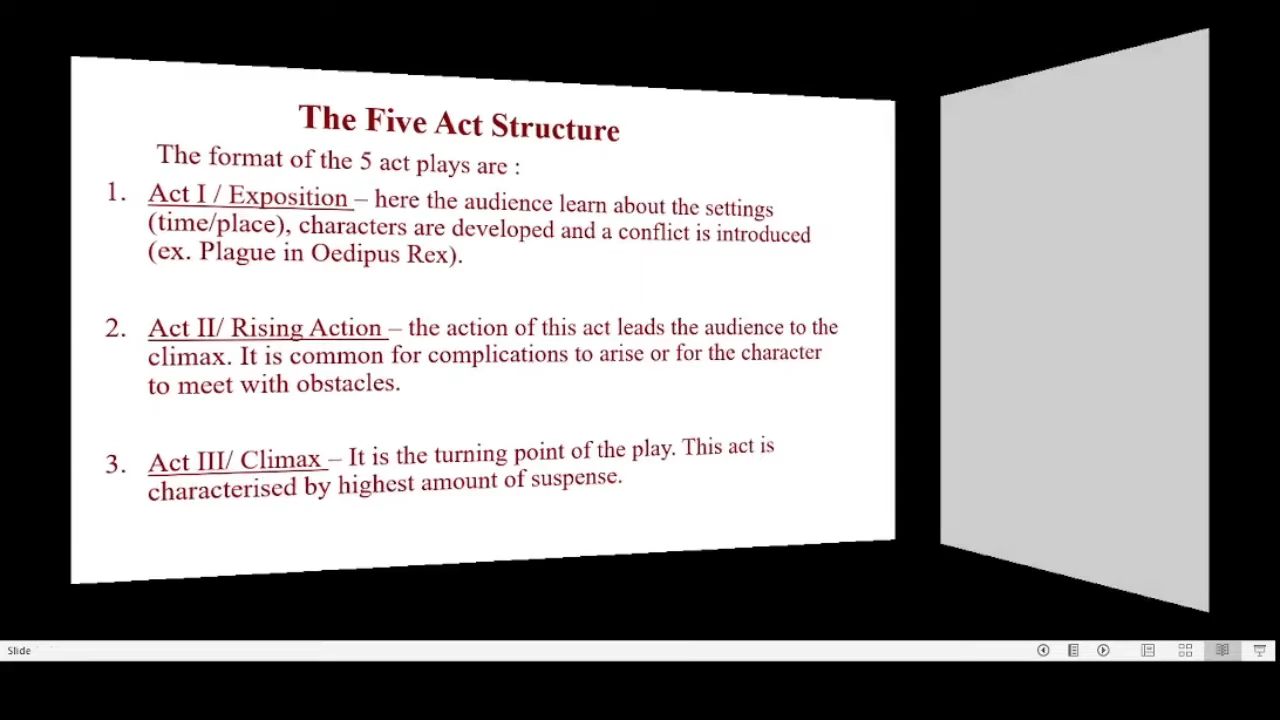 The Five Act Structure
The format of the 5 act plays are :
1. Act I / Exposition – here the audience learn about the settings
(time/place), characters are developed and a conflict is introduced
(ex. Plague in Oedipus Rex).
2. Act II/ Rising Action – the action of this act leads the audience to the
climax. It is common for complications to arise or for the character
to meet with obstacles.
3. Act III/ Climax – It is the turning point of the play. This act is
characterised by highest amount of suspense.
Slide